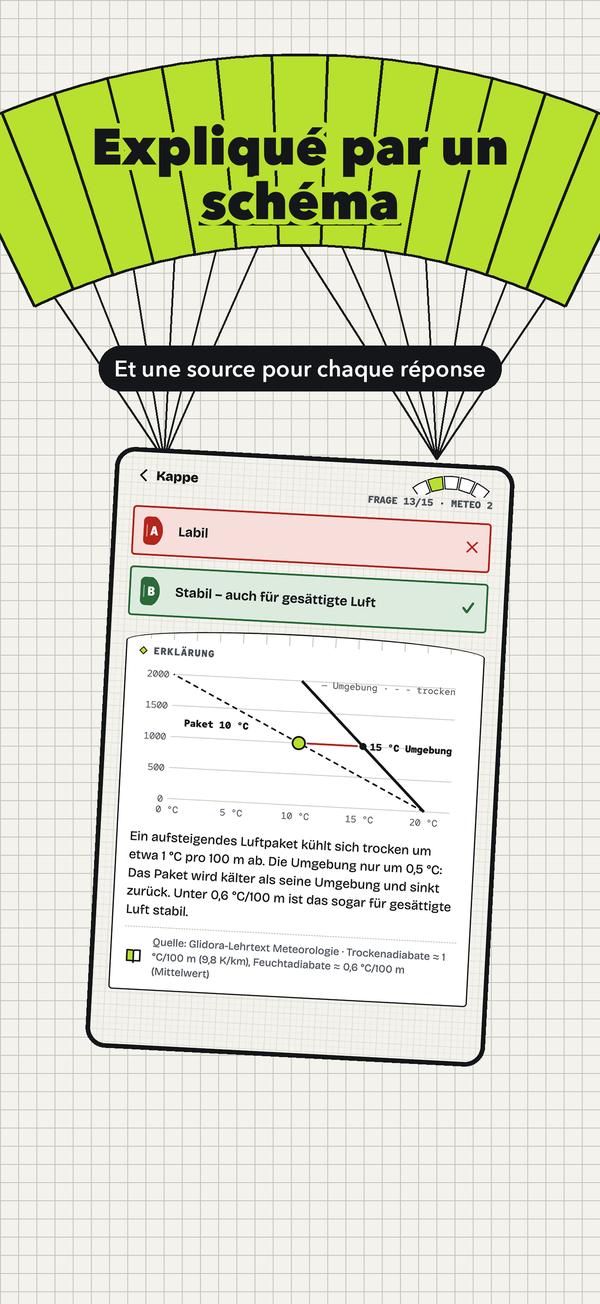 Expliqué par un
schéma
Et une source pour chaque réponse
Kappe
FRAGE 13/15 · METEO 2
A Labil
B Stabil – auch für gesättigte Luft
ERKLÄRUNG
2000
— Umgebung · - - trocken
1500
Paket 10 °C
1000
15 °C Umgebung
500
0
0 °C 5 °C 10 °C 15 °C 20 °C
Ein aufsteigendes Luftpaket kühlt sich trocken um
etwa 1 °C pro 100 m ab. Die Umgebung nur um 0,5 °C:
Das Paket wird kälter als seine Umgebung und sinkt
zurück. Unter 0,6 °C/100 m ist das sogar für gesättigte
Luft stabil.
Quelle: Glidora-Lehrtext Meteorologie · Trockenadiabate ≈ 1
°C/100 m (9,8 K/km), Feuchtadiabate ≈ 0,6 °C/100 m
(Mittelwert)